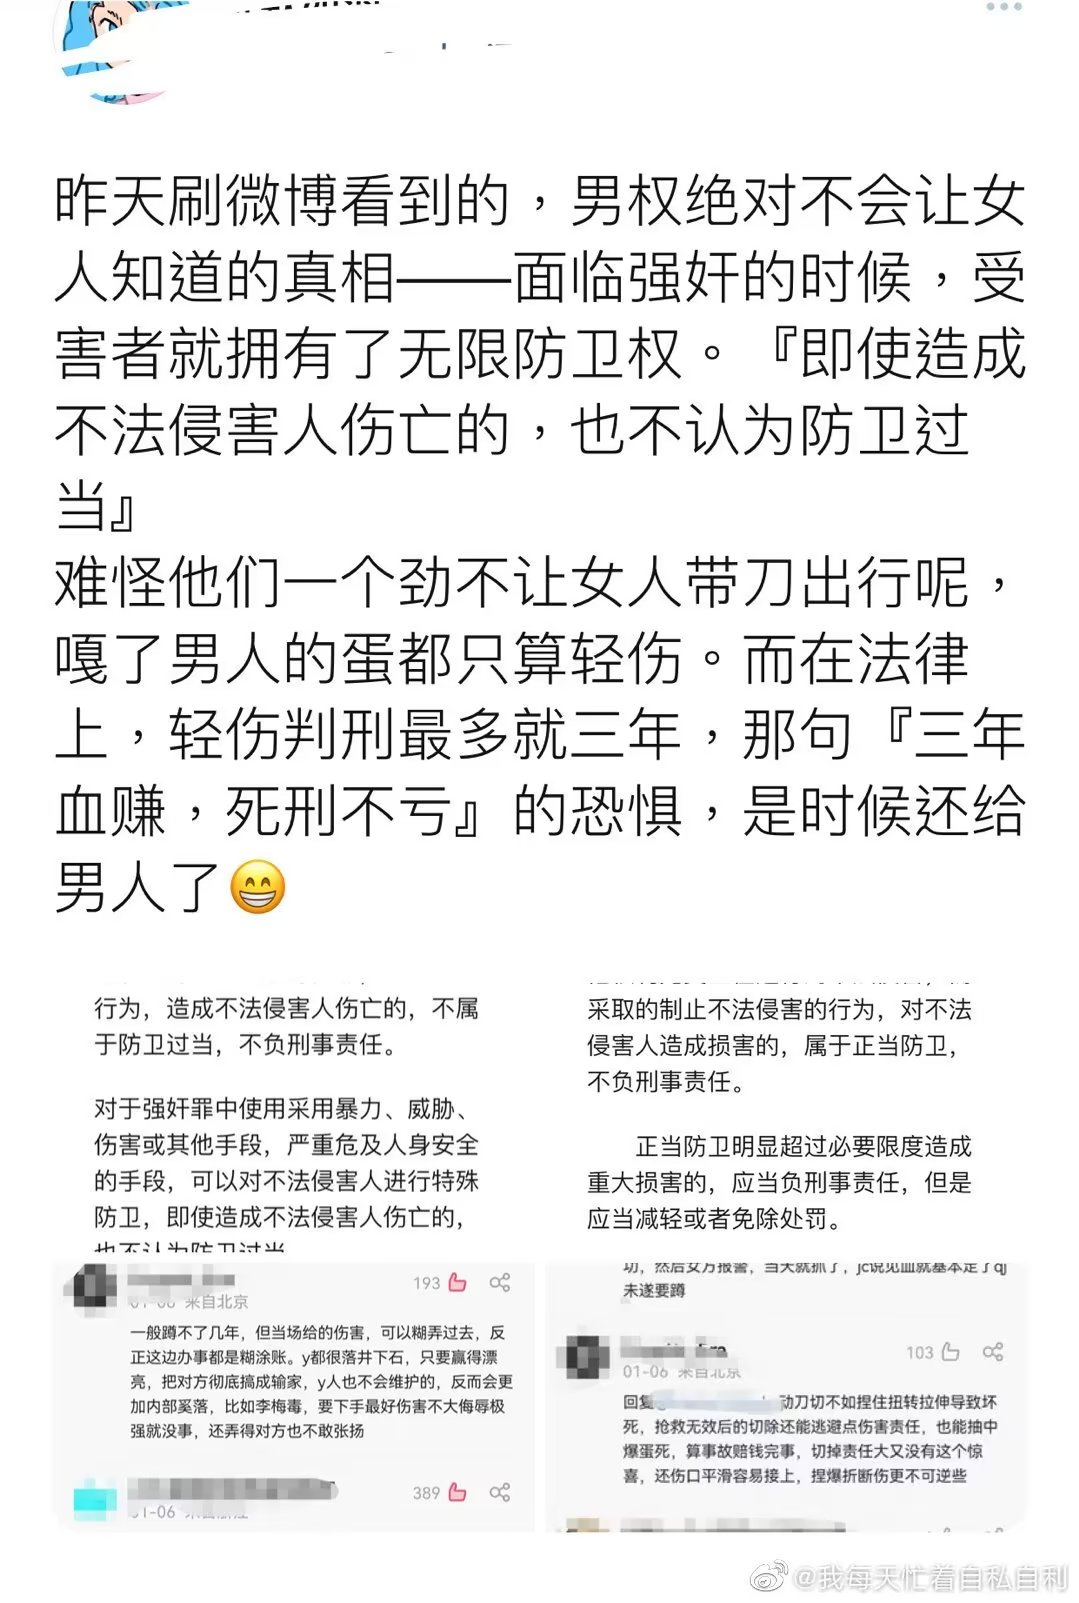 昨天刷微博看到的，男权绝对不会让女
人知道的真相——面临强奸的时候，受
害者就拥有了无限防卫权。『即使造成
不法侵害人伤亡的，也不认为防卫过
当』
难怪他们一个劲不让女人带刀出行呢，
嘎了男人的蛋都只算轻伤。而在法律
上，轻伤判刑最多就三年，那句『三年
血赚，死刑不亏』的恐惧，是时候还给
男人了😁
行为，造成不法侵害人伤亡的，不属
于防卫过当，不负刑事责任。
对于强奸罪中使用采用暴力、威胁、
伤害或其他手段，严重危及人身安全
的手段，可以对不法侵害人进行特殊
防卫，即使造成不法侵害人伤亡的，
也不认为防卫过当
采取的制止不法侵害的行为，对不法
侵害人造成损害的，属于正当防卫，
不负刑事责任。
正当防卫明显超过必要限度造成
重大损害的，应当负刑事责任，但是
应当减轻或者免除处罚。
193
01-06 来自北京
一般蹲不了几年，但当场给的伤害，可以糊弄过去，反
正这边办事都是糊涂账。y都很落井下石，只要赢得漂
亮，把对方彻底搞成输家，y人也不会维护的，反而会更
加内部奚落，比如李梅毒，要下手最好伤害不大侮辱极
强就没事，还弄得对方也不敢张扬
389
01-06
切，然后女方报警，当天就抓了，jc说见血就基本定了qj
未遂要蹲
103
01-06 来自北京
回复
动刀切不如捏住扭转拉伸导致坏
死，抢救无效后的切除还能逃避点伤害责任，也能抽中
爆蛋死，算事故赔钱完事，切掉责任大又没有这个惊
喜，还伤口平滑容易接上，捏爆折断伤更不可逆些
@我每天忙着自私自利